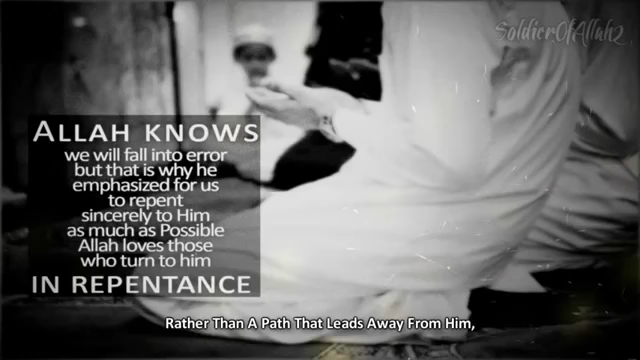 SoldierOfAllah2
ALLAH KNOWS
we will fall into error
but that is why he
emphasized for us
to repent
sincerely to Him
as much as Possible
Allah loves those
who turn to him
IN REPENTANCE
Rather Than A Path That Leads Away From Him,